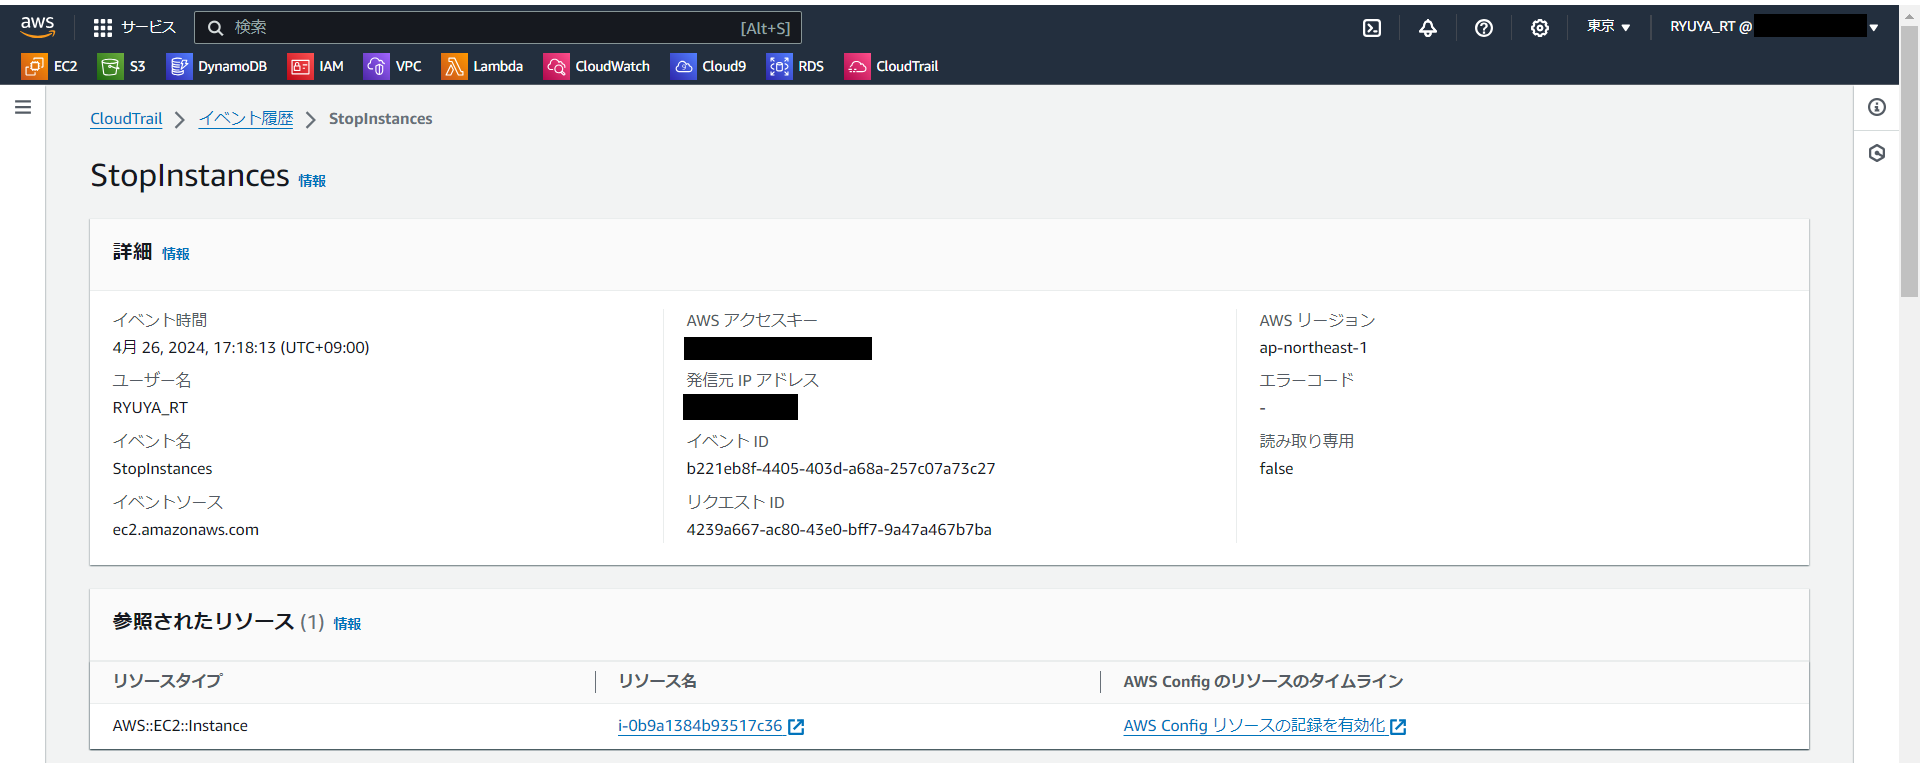 aws サービス 検索 [Alt+S] 東京 RYUYA_RT @
EC2 S3 DynamoDB IAM VPC Lambda CloudWatch Cloud9 RDS CloudTrail
CloudTrail イベント履歴 StopInstances
StopInstances 情報
詳細 情報
イベント時間
4月 26, 2024, 17:18:13 (UTC+09:00)
ユーザー名
RYUYA_RT
イベント名
StopInstances
イベントソース
ec2.amazonaws.com
AWS アクセスキー
発信元 IP アドレス
イベント ID
b221eb8f-4405-403d-a68a-257c07a73c27
リクエスト ID
4239a667-ac80-43e0-bff7-9a47a467b7ba
AWS リージョン
ap-northeast-1
エラーコード
-
読み取り専用
false
参照されたリソース (1) 情報
リソースタイプ リソース名 AWS Config のリソースのタイムライン
AWS::EC2::Instance i-0b9a1384b93517c36 AWS Config リソースの記録を有効化